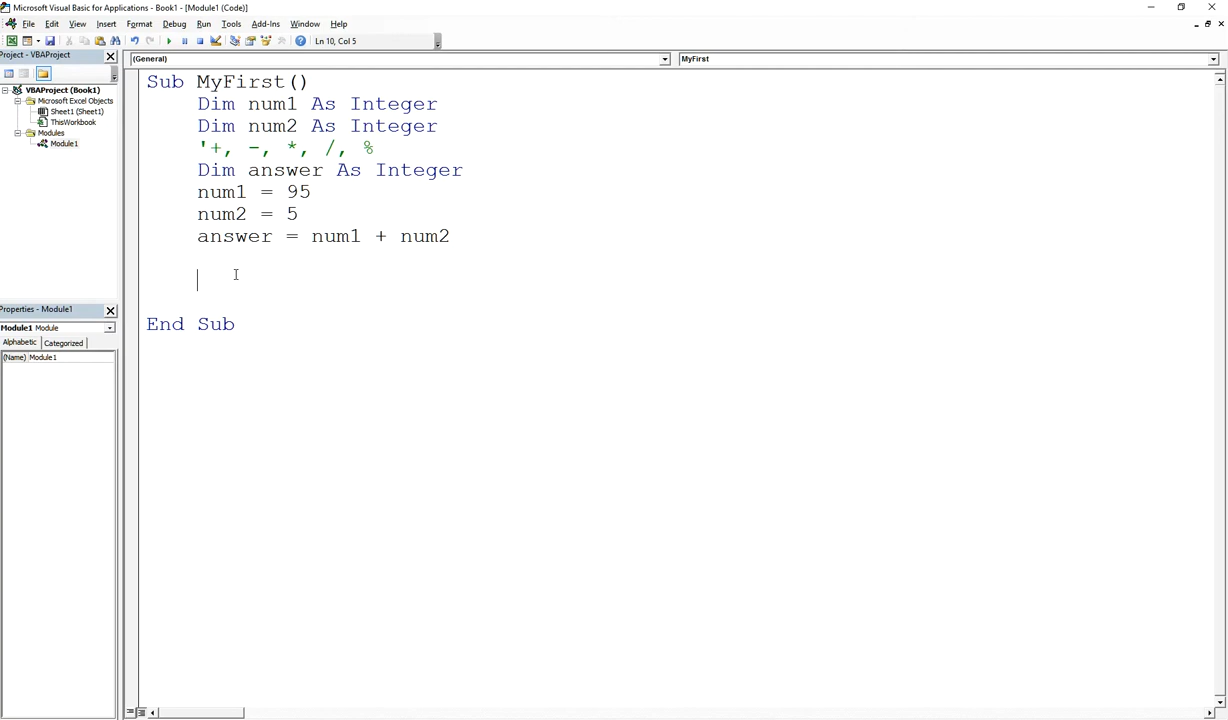 Microsoft Visual Basic for Applications - Book1 - [Module1 (Code)]
File Edit View Insert Format Debug Run Tools Add-Ins Window Help
Ln 10, Col 5
Project - VBAProject
(General) MyFirst
VBAProject (Book1)
Microsoft Excel Objects
Sheet1 (Sheet1)
ThisWorkbook
Modules
Module1
Sub MyFirst()
Dim num1 As Integer
Dim num2 As Integer
'+, -, *, /, %
Dim answer As Integer
num1 = 95
num2 = 5
answer = num1 + num2
End Sub
Properties - Module1
Module1 Module
Alphabetic Categorized
(Name) Module1